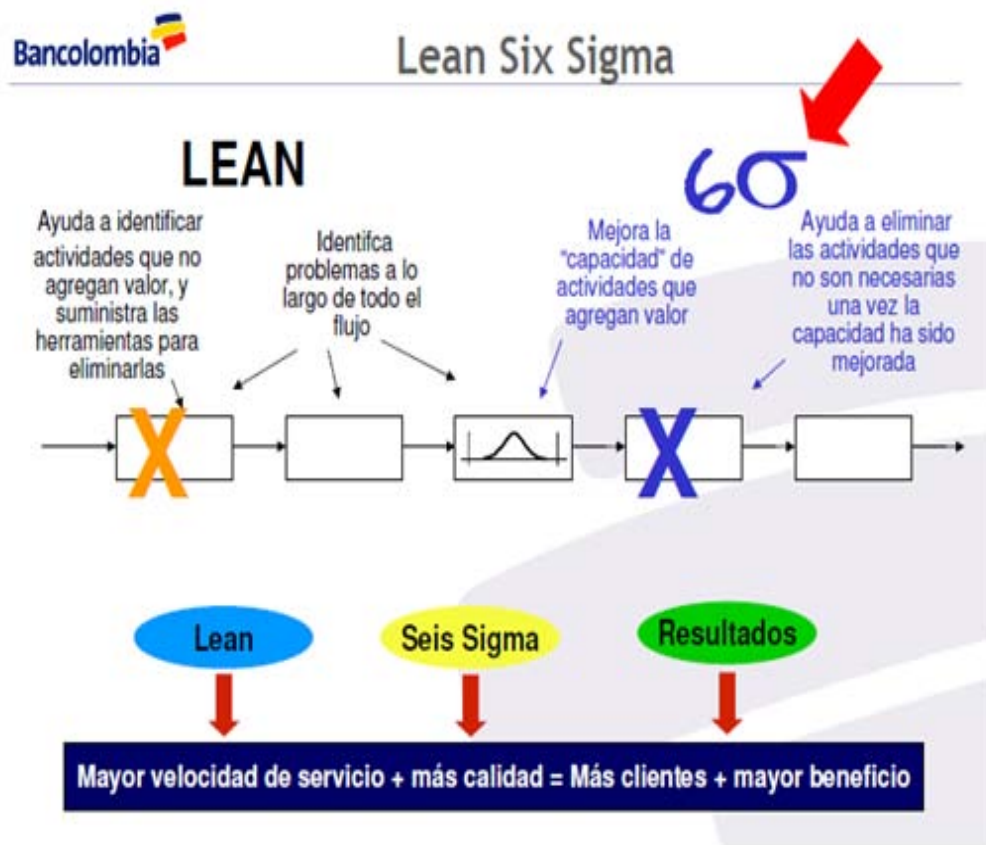 Bancolombia
Lean Six Sigma
LEAN
6σ
Ayuda a identificar
actividades que no
agregan valor, y
suministra las
herramientas para
eliminarlas
Identifca
problemas a lo
largo de todo el
flujo
Mejora la
"capacidad" de
actividades que
agregan valor
Ayuda a eliminar
las actividades que
no son necesarias
una vez la
capacidad ha sido
mejorada
X
X
Lean
Seis Sigma
Resultados
Mayor velocidad de servicio + más calidad = Más clientes + mayor beneficio